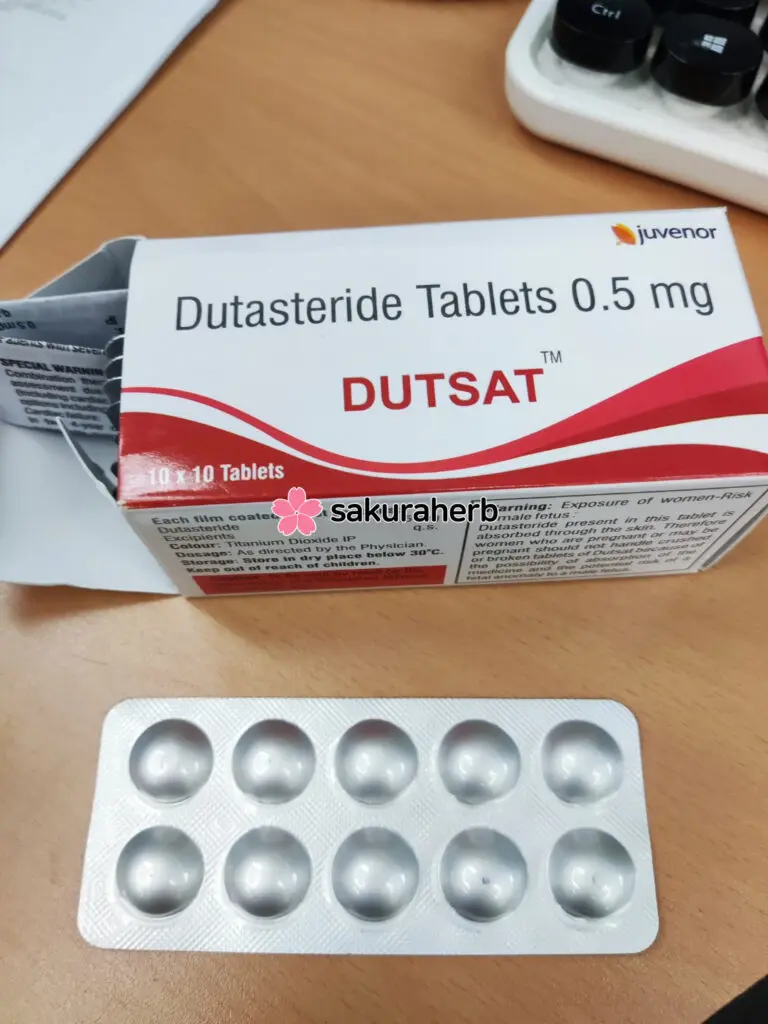 Ctrl
juvenor
Dutasteride Tablets 0.5 mg
DUTSAT™
10 x 10 Tablets
SPECIAL WARNIN
sakuraherb
Each film coated
Dutasteride
Excipients q.s.
Colour: Titanium Dioxide IP
Dosage: As directed by the Physician.
Storage: Store in dry place below 30°C.
Keep out of reach of children.
Warning: Exposure of women-Risk
male fetus :
Dutasteride present in this tablet is
absorbed through the skin. Therefore
women who are pregnant or may be
pregnant should not handle crushed
or broken tablets of Dutsat because of
the possibility of absorption of the
medicine and the potential risk of a
fetal anomaly to a male fetus.